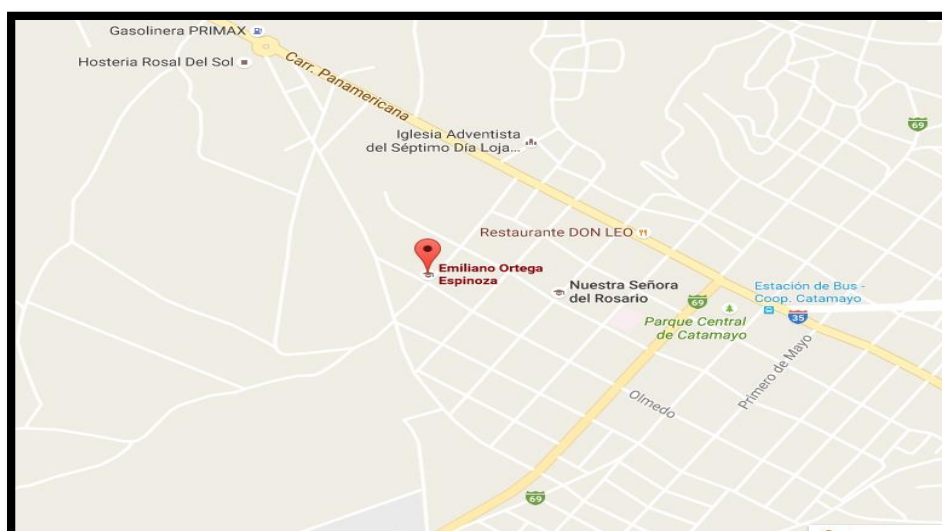 Gasolinera PRIMAX
Hosteria Rosal Del Sol
Carr. Panamericana
69
Iglesia Adventista
del Séptimo Día Loja...
Restaurante DON LEO
Emiliano Ortega
Espinoza
Nuestra Señora
del Rosario
69
Estación de Bus -
Coop. Catamayo
35
Parque Central
de Catamayo
Primero de Mayo
Olmedo
69